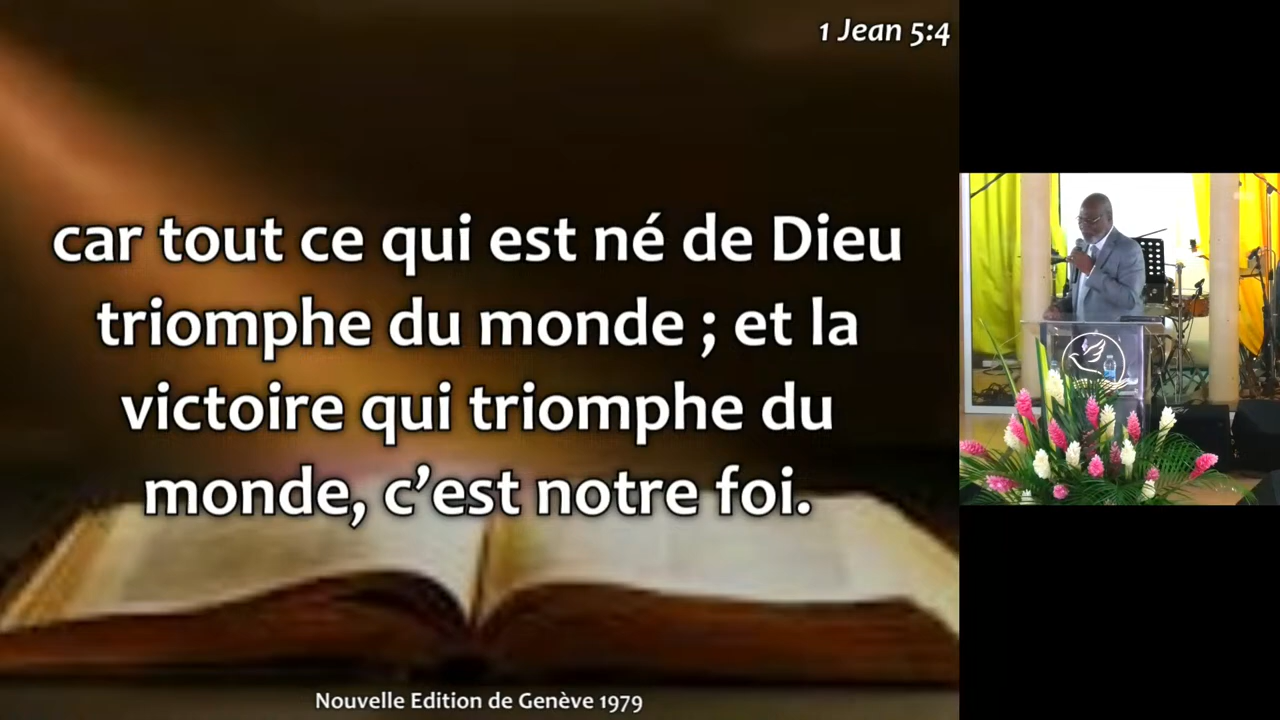 1 Jean 5:4
car tout ce qui est né de Dieu
triomphe du monde ; et la
victoire qui triomphe du
monde, c’est notre foi.
Nouvelle Edition de Genève 1979